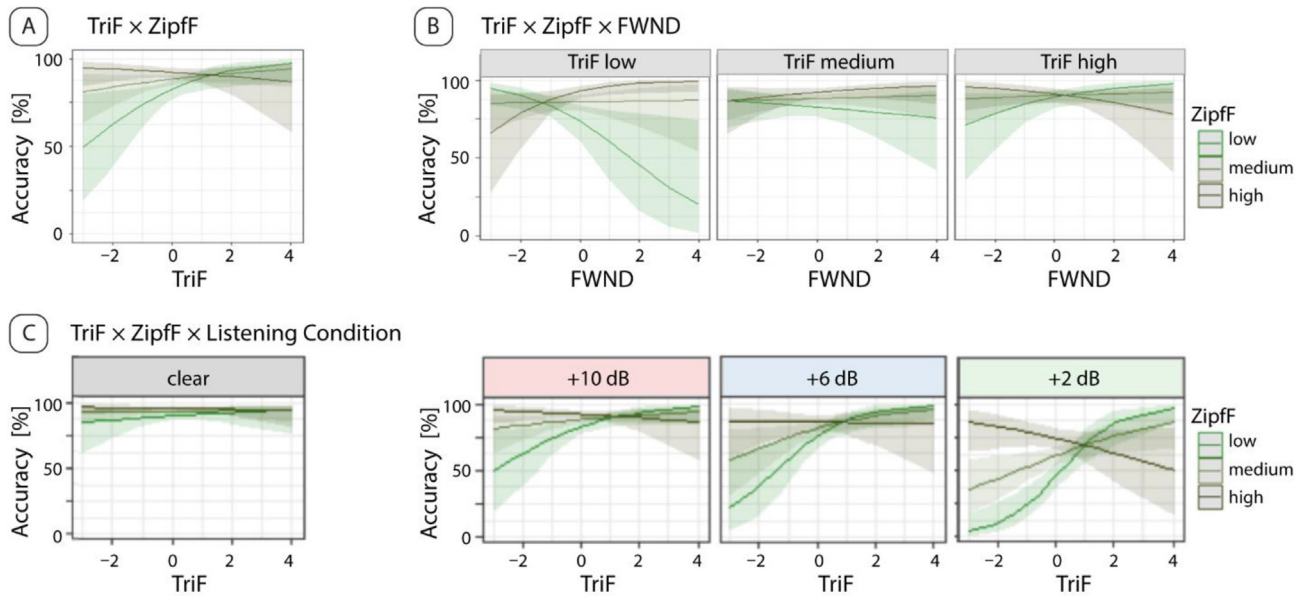 A TriF × ZipfF
B TriF × ZipfF × FWND
TriF low TriF medium TriF high
Accuracy [%]
100
50
0
−2 0 2 4
TriF
Accuracy [%]
100
50
0
−2 0 2 4
FWND
−2 0 2 4
FWND
−2 0 2 4
FWND
ZipfF
low
medium
high
C TriF × ZipfF × Listening Condition
clear +10 dB +6 dB +2 dB
Accuracy [%]
100
50
0
−2 0 2 4
TriF
Accuracy [%]
100
50
0
−2 0 2 4
TriF
−2 0 2 4
TriF
−2 0 2 4
TriF
ZipfF
low
medium
high